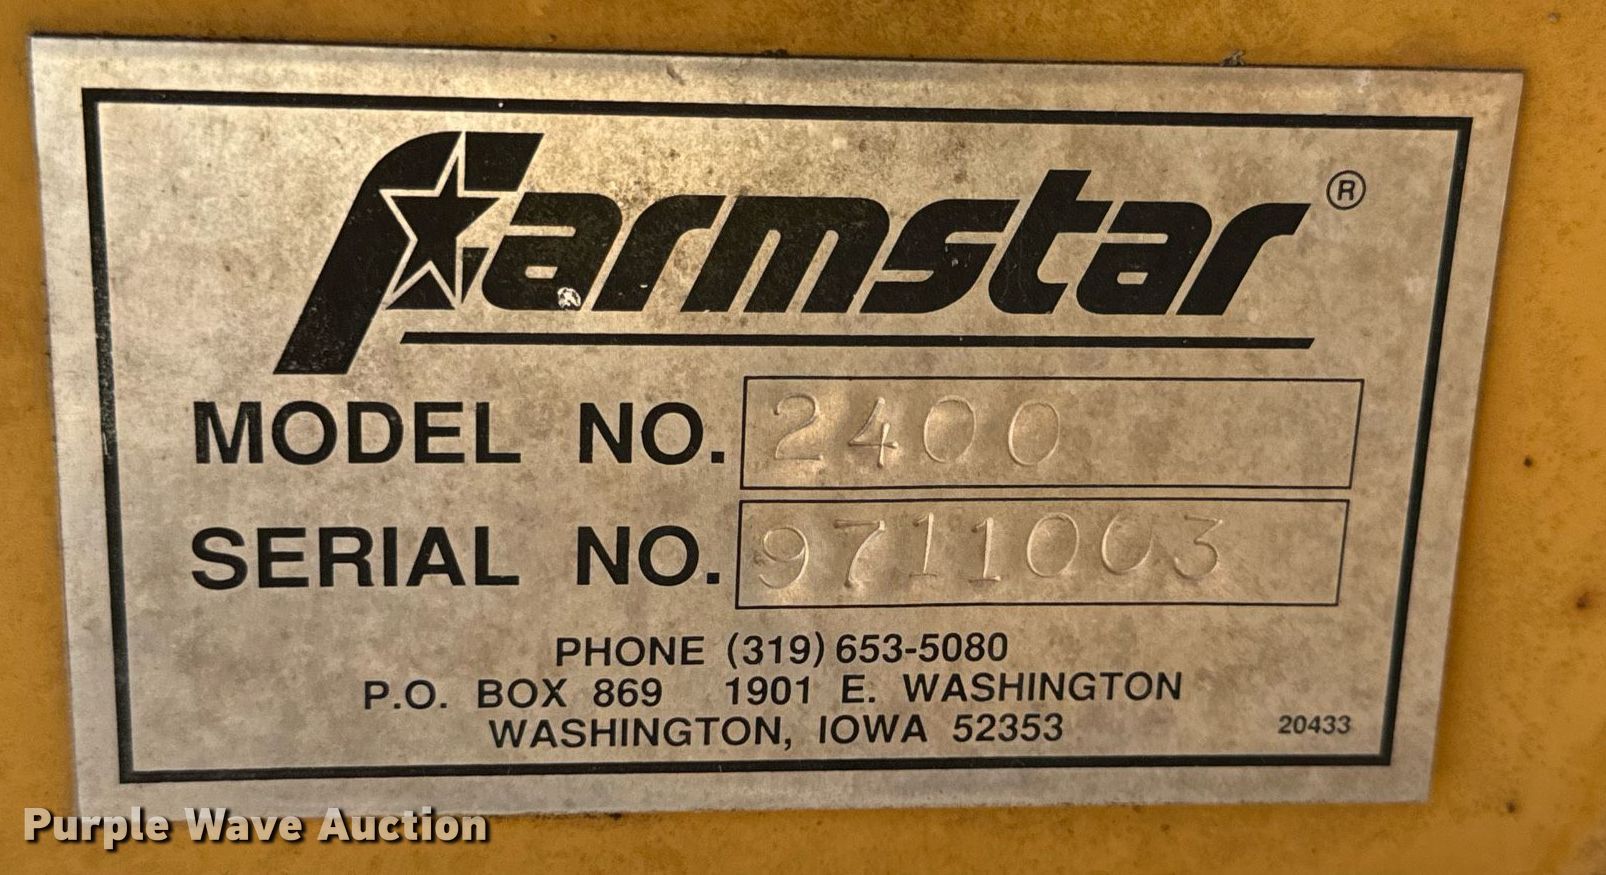 Farmstar®
MODEL NO. 2400
SERIAL NO. 9711003
PHONE (319) 653-5080
P.O. BOX 869 1901 E. WASHINGTON
WASHINGTON, IOWA 52353 20433
Purple Wave Auction